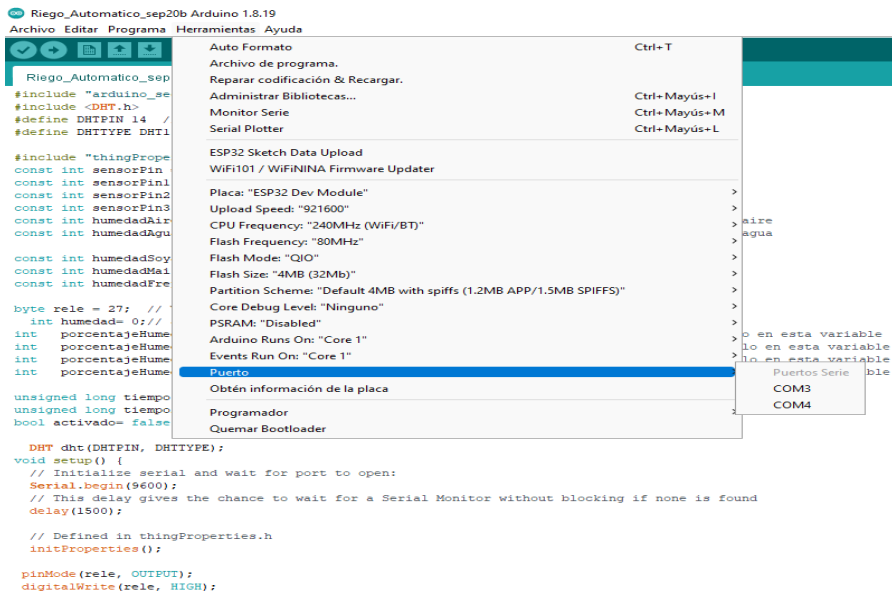 Riego_Automatico_sep20b Arduino 1.8.19
Archivo Editar Programa Herramientas Ayuda
Riego_Automatico_sep
Auto Formato Ctrl+T
Archivo de programa.
Reparar codificación & Recargar.
Administrar Bibliotecas... Ctrl+Mayús+I
Monitor Serie Ctrl+Mayús+M
Serial Plotter Ctrl+Mayús+L
ESP32 Sketch Data Upload
WiFi101 / WiFiNINA Firmware Updater
Placa: "ESP32 Dev Module"
Upload Speed: "921600"
CPU Frequency: "240MHz (WiFi/BT)"
Flash Frequency: "80MHz"
Flash Mode: "QIO"
Flash Size: "4MB (32Mb)"
Partition Scheme: "Default 4MB with spiffs (1.2MB APP/1.5MB SPIFFS)"
Core Debug Level: "Ninguno"
PSRAM: "Disabled"
Arduino Runs On: "Core 1"
Events Run On: "Core 1"
Puerto
Obtén información de la placa
Programador
Quemar Bootloader
Puertos Serie
COM3
COM4
#include "arduino_se
#include <DHT.h>
#define DHTPIN 14 /
#define DHTTYPE DHT1
#include "thingPrope
const int sensorPin
const int sensorPin1
const int sensorPin2
const int sensorPin3
const int humedadAir aire
const int humedadAgu agua
const int humedadSoy
const int humedadMai
const int humedadFre
byte rele = 27; //
int humedad= 0;//
int porcentajeHume o en esta variable
int porcentajeHume lo en esta variable
int porcentajeHume lo en esta variable
int porcentajeHume ble
unsigned long tiempo
unsigned long tiempo
bool activado= false
DHT dht(DHTPIN, DHTTYPE);
void setup() {
// Initialize serial and wait for port to open:
Serial.begin(9600);
// This delay gives the chance to wait for a Serial Monitor without blocking if none is found
delay(1500);
// Defined in thingProperties.h
initProperties();
pinMode(rele, OUTPUT);
digitalWrite(rele, HIGH);